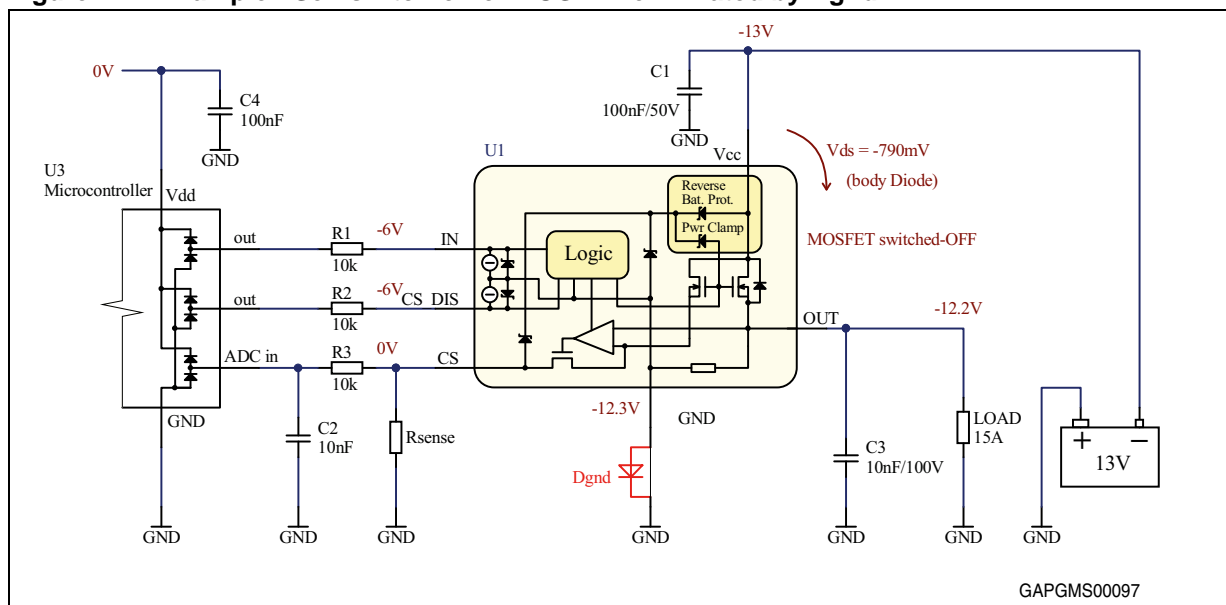 -13V
0V
C1
100nF/50V
GND
C4
100nF
GND
U1
Vcc
Vds = -790mV
(body Diode)
U3
Microcontroller
Vdd
Reverse
Bat. Prot.
Pwr Clamp
MOSFET switched-OFF
out
R1
10k
-6V
IN
Logic
out
R2
10k
-6V
CS_DIS
-12.2V
OUT
ADC in
R3
10k
0V
CS
GND
-12.3V
GND
C2
10nF
Rsense
Dgnd
C3
10nF/100V
LOAD
15A
+
−
13V
GND
GND
GND
GND
GND
GND
GND
GAPGMS00097